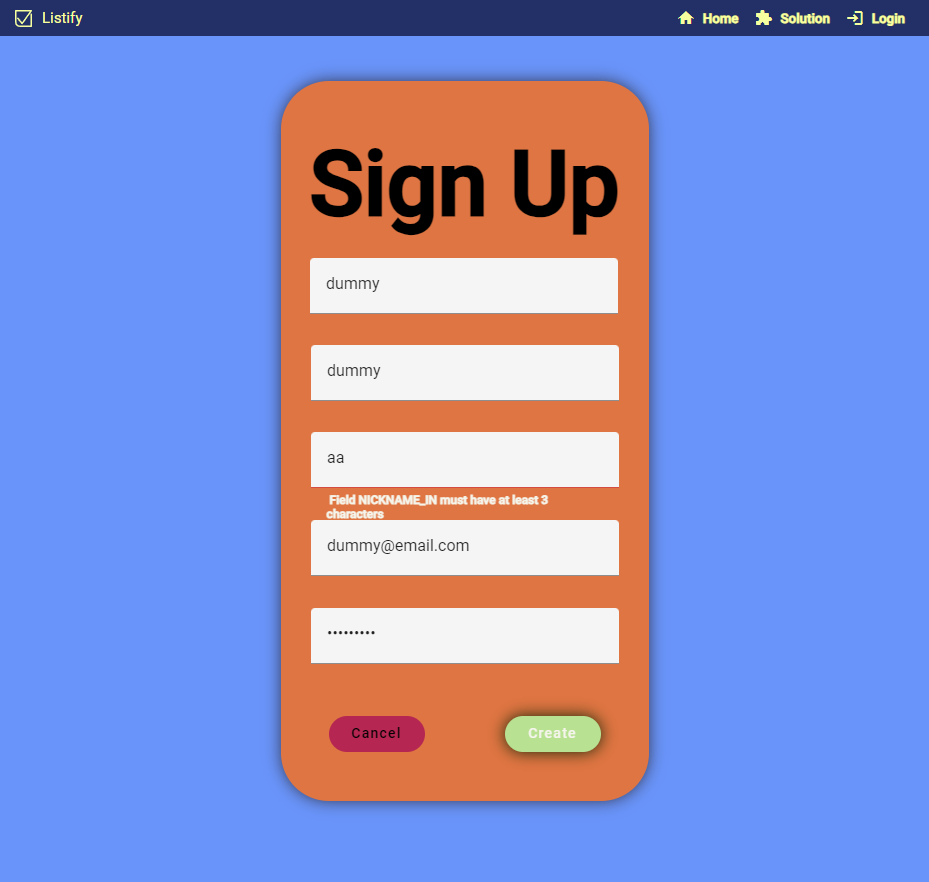 Listify
Home
Solution
Login
Sign Up
dummy
dummy
aa
Field NICKNAME_IN must have at least 3
characters
dummy@email.com
•••••••••
Cancel
Create